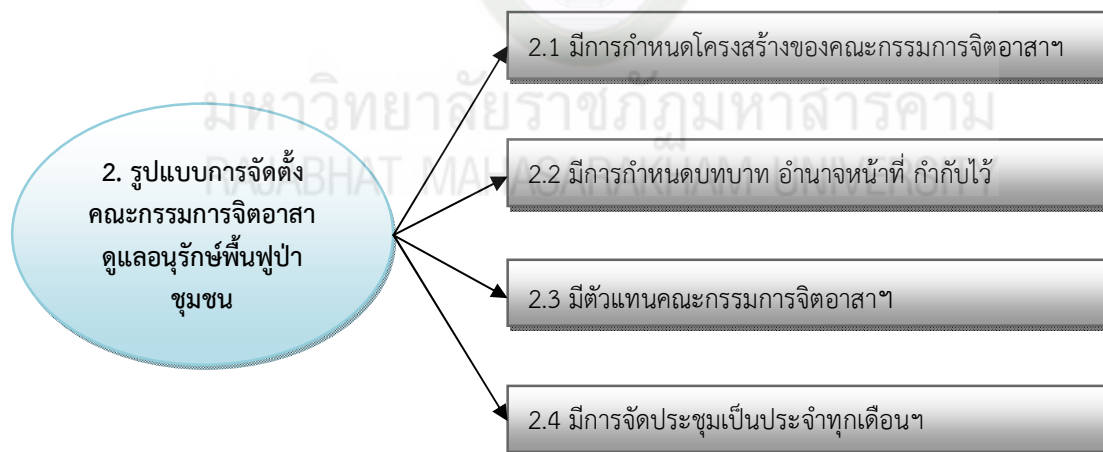 2.1 มีการกำหนดโครงสร้างของคณะกรรมการจิตอาสาฯ
มหาวิทยาลัยราชภัฏมหาสารคาม
RAJABHAT MAHASARAKHAM UNIVERSITY
2. รูปแบบการจัดตั้ง
คณะกรรมการจิตอาสา
ดูแลอนุรักษ์พื้นฟูป่า
ชุมชน
2.2 มีการกำหนดบทบาท อำนาจหน้าที่ กำกับไว้
2.3 มีตัวแทนคณะกรรมการจิตอาสาฯ
2.4 มีการจัดประชุมเป็นประจำทุกเดือนฯ